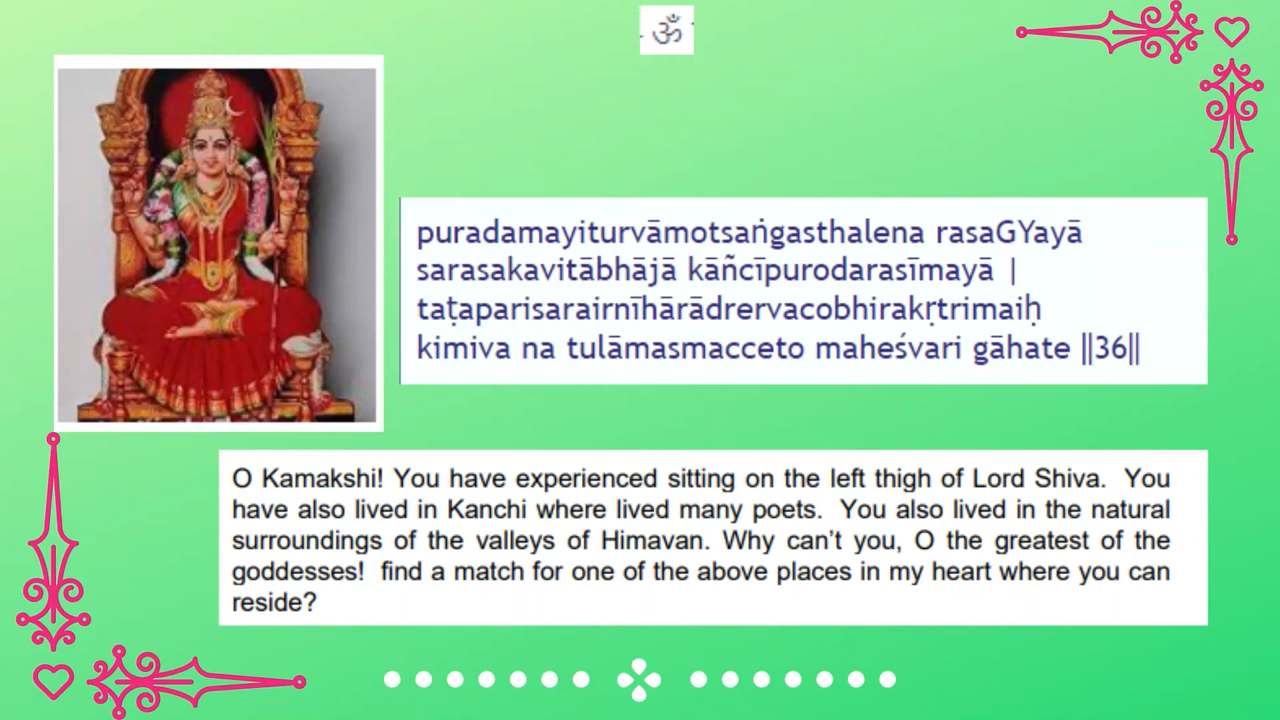 ॐ
puradamayiturvāmotsaṅgasthalena rasaGYayā
sarasakavitābhājā kāñcīpurodarasīmayā |
taṭaparisarairnīhārādrervacobhirakṛtrimaiḥ
kimiva na tulāmasmacceto maheśvari gāhate ||36||
O Kamakshi! You have experienced sitting on the left thigh of Lord Shiva. You
have also lived in Kanchi where lived many poets. You also lived in the natural
surroundings of the valleys of Himavan. Why can't you, O the greatest of the
goddesses! find a match for one of the above places in my heart where you can
reside?